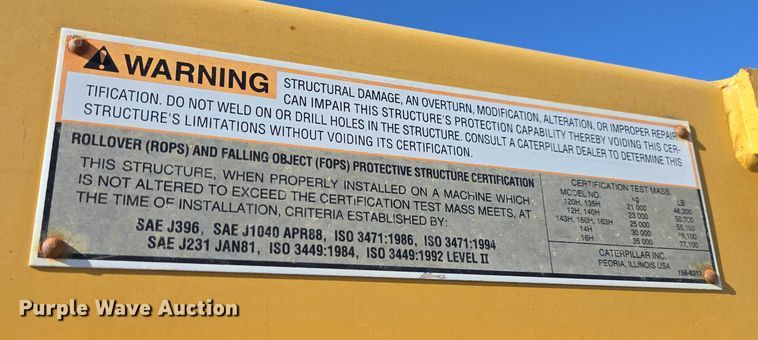 WARNING
STRUCTURAL DAMAGE, AN OVERTURN, MODIFICATION, ALTERATION, OR IMPROPER REPAIR
CAN IMPAIR THIS STRUCTURE'S PROTECTION CAPABILITY THEREBY VOIDING THIS CER-
TIFICATION. DO NOT WELD ON OR DRILL HOLES IN THE STRUCTURE. CONSULT A CATERPILLAR DEALER TO DETERMINE THIS
STRUCTURE'S LIMITATIONS WITHOUT VOIDING ITS CERTIFICATION.
ROLLOVER (ROPS) AND FALLING OBJECT (FOPS) PROTECTIVE STRUCTURE CERTIFICATION
THIS STRUCTURE, WHEN PROPERLY INSTALLED ON A MACHINE WHICH
IS NOT ALTERED TO EXCEED THE CERTIFICATION TEST MASS MEETS, AT
THE TIME OF INSTALLATION, CRITERIA ESTABLISHED BY:
SAE J396, SAE J1040 APR88, ISO 3471:1986, ISO 3471:1994
SAE J231 JAN81, ISO 3449:1984, ISO 3449:1992 LEVEL II
CERTIFICATION TEST MASS
MODEL NO. kg LB
120H, 135H 21 000 46,300
12H, 140H 23 000 50,700
143H, 160H, 163H 25 000 55,100
14H 30 000 66,100
16H 35 000 77,100
CATERPILLAR INC.
PEORIA, ILLINOIS USA
Purple Wave Auction